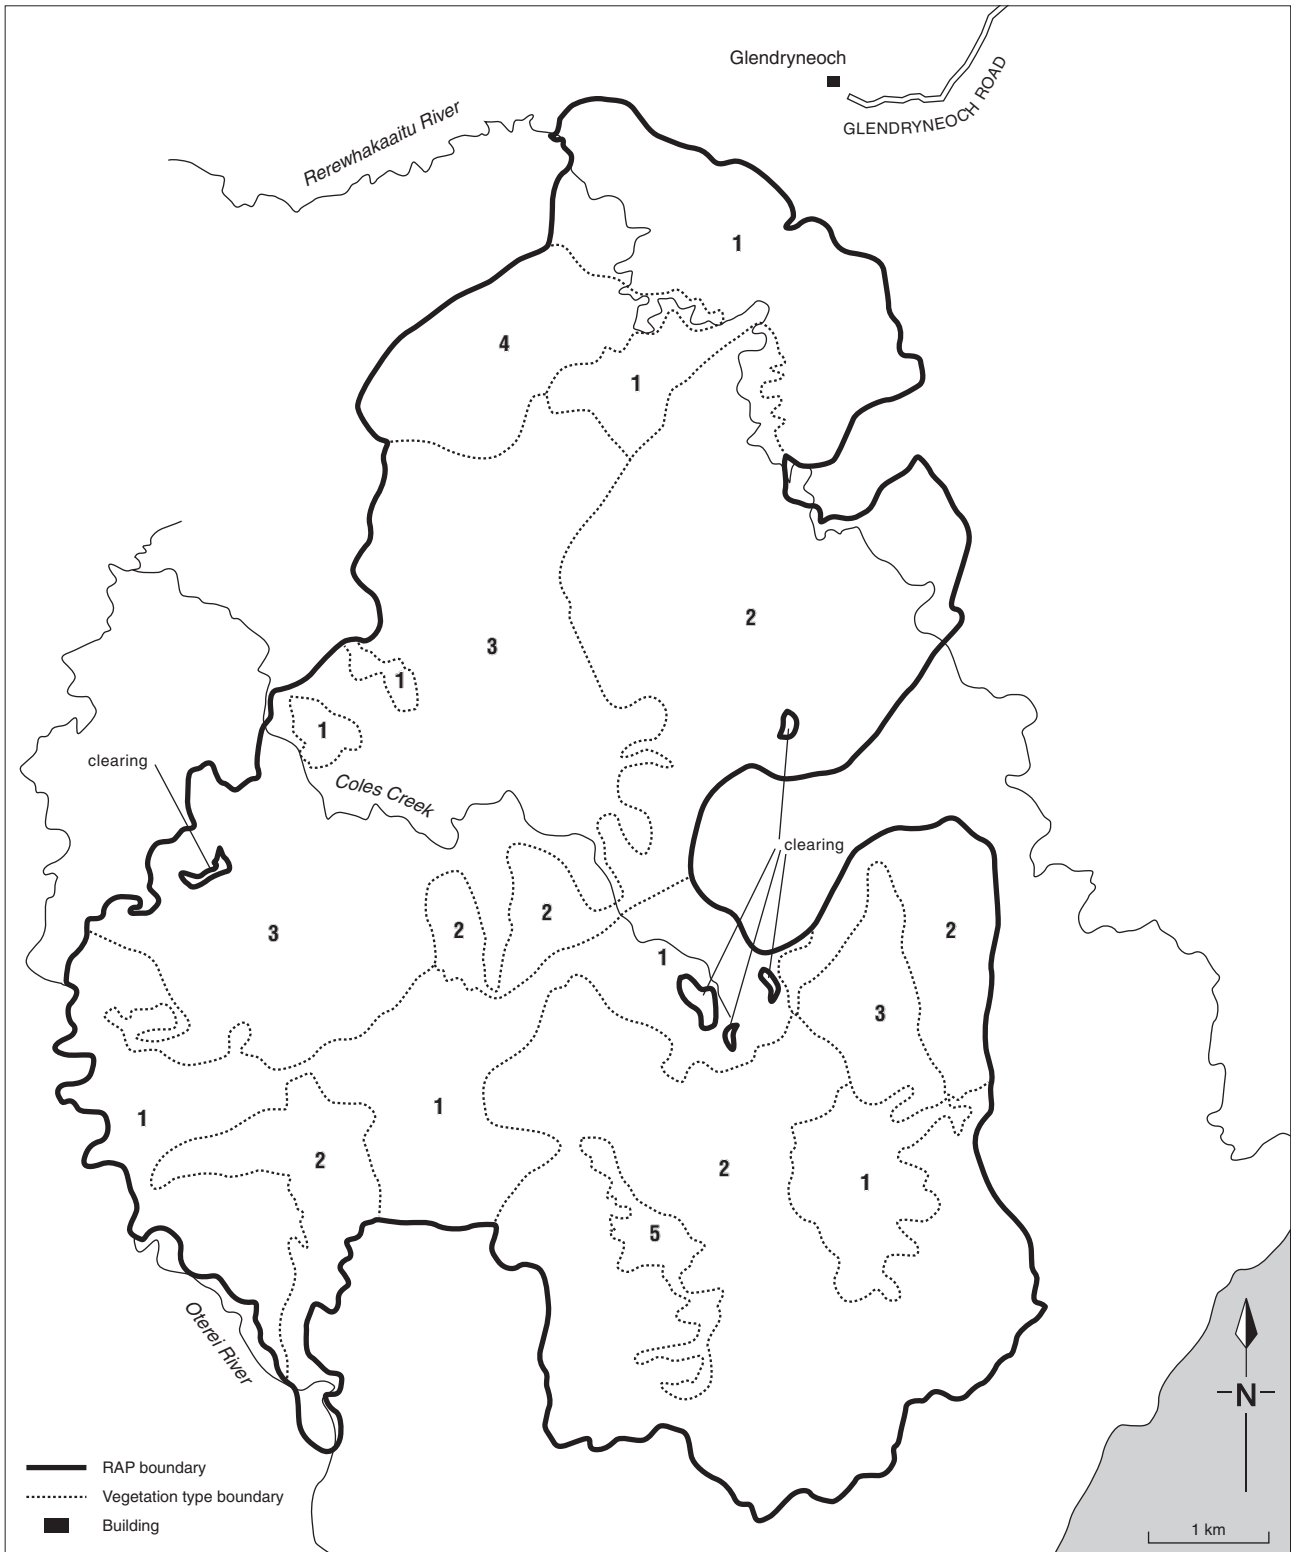 Glendryneoch
GLENDRYNEOCH ROAD
Rerewhakaaitu River
1
4
1
2
3
1
1
clearing
Coles Creek
clearing
2
2
3
2
1
3
1
1
2
2
1
5
Oterei River
N
RAP boundary
Vegetation type boundary
Building
1 km